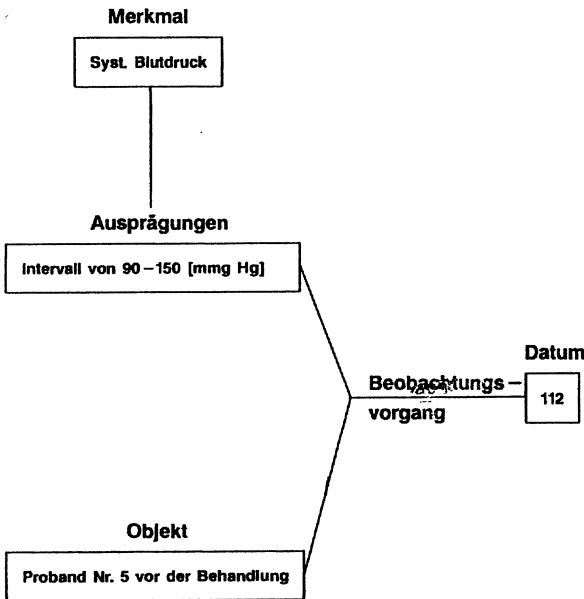 Merkmal
Syst. Blutdruck
Ausprägungen
Intervall von 90–150 [mmg Hg]
Datum
Beobachtungs–
112
vorgang
Objekt
Proband Nr. 5 vor der Behandlung